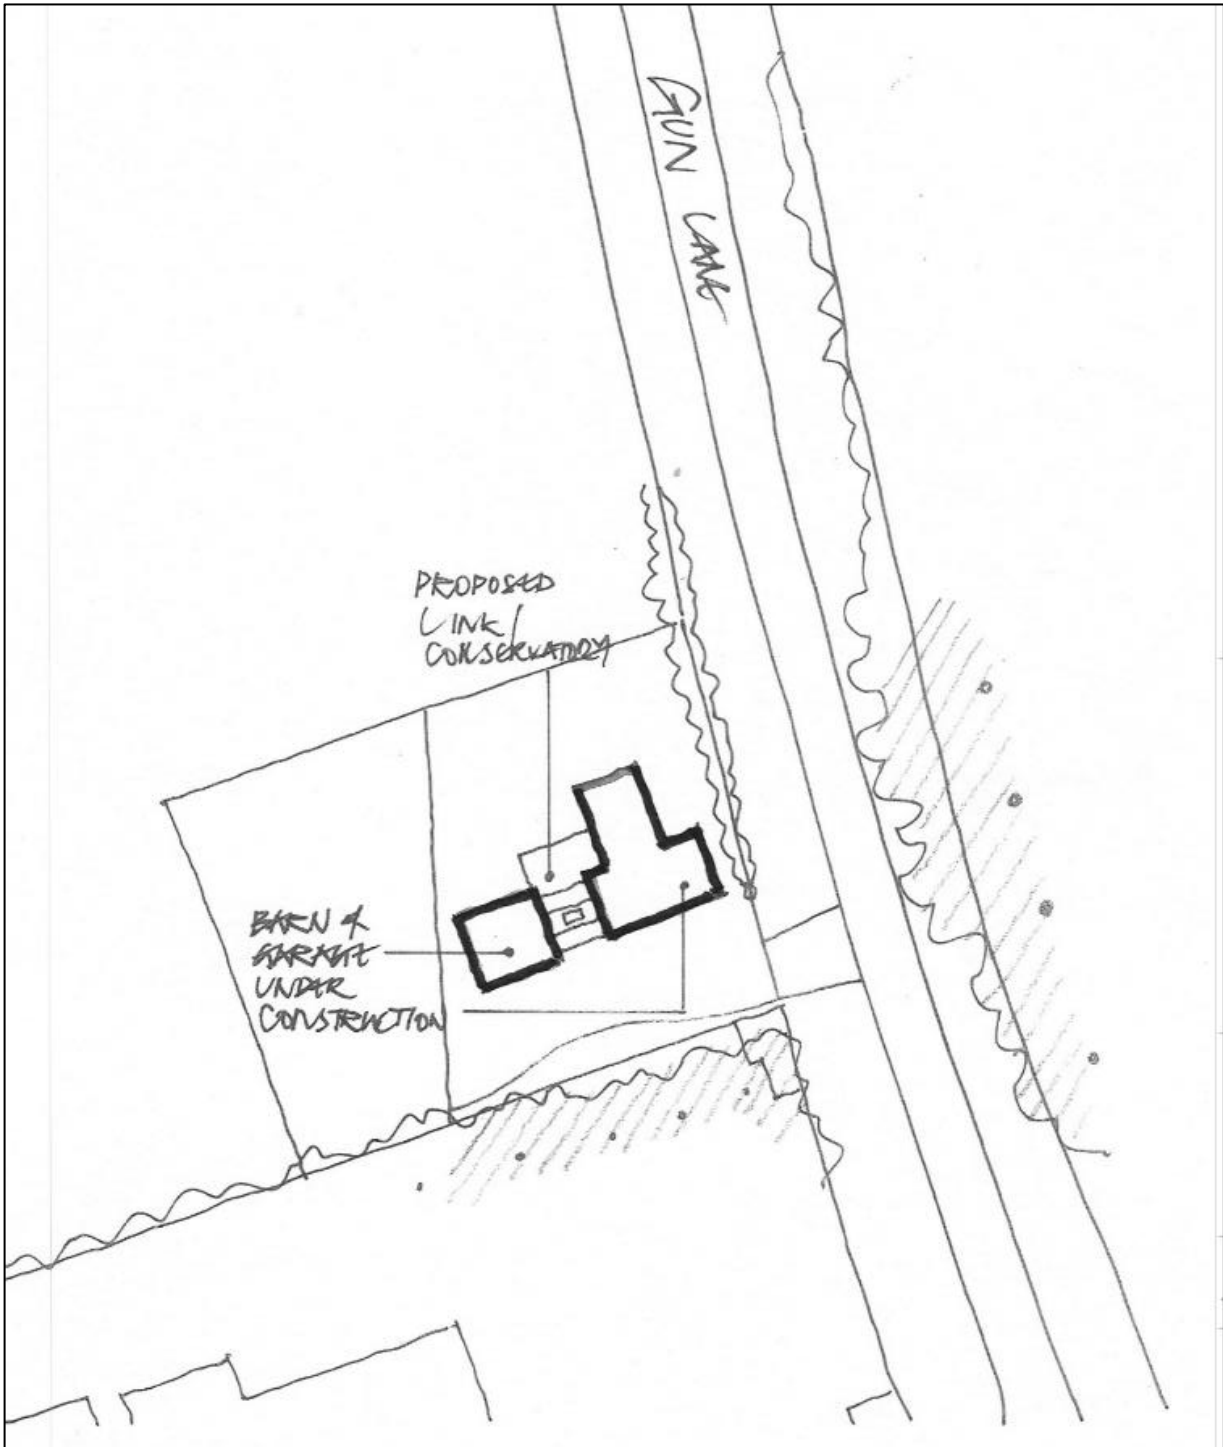 GUN LANE
PROPOSED
LINK /
CONSERVATORY
BARN &
GARAGE
UNDER
CONSTRUCTION